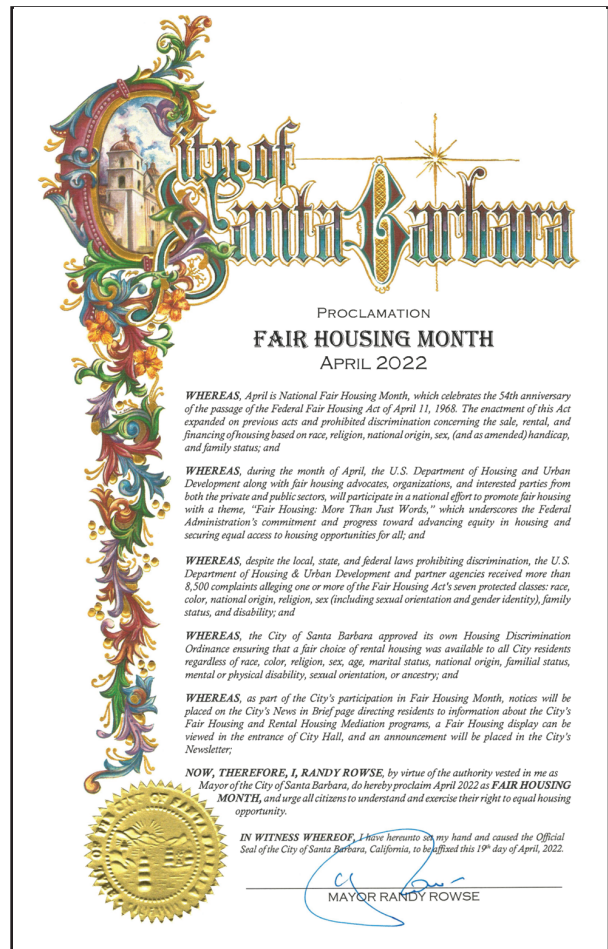 City of
Santa Barbara
PROCLAMATION
FAIR HOUSING MONTH
APRIL 2022
WHEREAS, April is National Fair Housing Month, which celebrates the 54th anniversary
of the passage of the Federal Fair Housing Act of April 11, 1968. The enactment of this Act
expanded on previous acts and prohibited discrimination concerning the sale, rental, and
financing of housing based on race, religion, national origin, sex, (and as amended) handicap,
and family status; and
WHEREAS, during the month of April, the U.S. Department of Housing and Urban
Development along with fair housing advocates, organizations, and interested parties from
both the private and public sectors, will participate in a national effort to promote fair housing
with a theme, “Fair Housing: More Than Just Words,” which underscores the Federal
Administration’s commitment and progress toward advancing equity in housing and
securing equal access to housing opportunities for all; and
WHEREAS, despite the local, state, and federal laws prohibiting discrimination, the U.S.
Department of Housing & Urban Development and partner agencies received more than
8,500 complaints alleging one or more of the Fair Housing Act’s seven protected classes: race,
color, national origin, religion, sex (including sexual orientation and gender identity), family
status, and disability; and
WHEREAS, the City of Santa Barbara approved its own Housing Discrimination
Ordinance ensuring that a fair choice of rental housing was available to all City residents
regardless of race, color, religion, sex, age, marital status, national origin, familial status,
mental or physical disability, sexual orientation, or ancestry; and
WHEREAS, as part of the City’s participation in Fair Housing Month, notices will be
placed on the City’s News in Brief page directing residents to information about the City’s
Fair Housing and Rental Housing Mediation programs, a Fair Housing display can be
viewed in the entrance of City Hall, and an announcement will be placed in the City’s
Newsletter;
NOW, THEREFORE, I, RANDY ROWSE, by virtue of the authority vested in me as
Mayor of the City of Santa Barbara, do hereby proclaim April 2022 as FAIR HOUSING
MONTH, and urge all citizens to understand and exercise their right to equal housing
opportunity.
IN WITNESS WHEREOF, I have hereunto set my hand and caused the Official
Seal of the City of Santa Barbara, California, to be affixed this 19th day of April, 2022.
MAYOR RANDY ROWSE